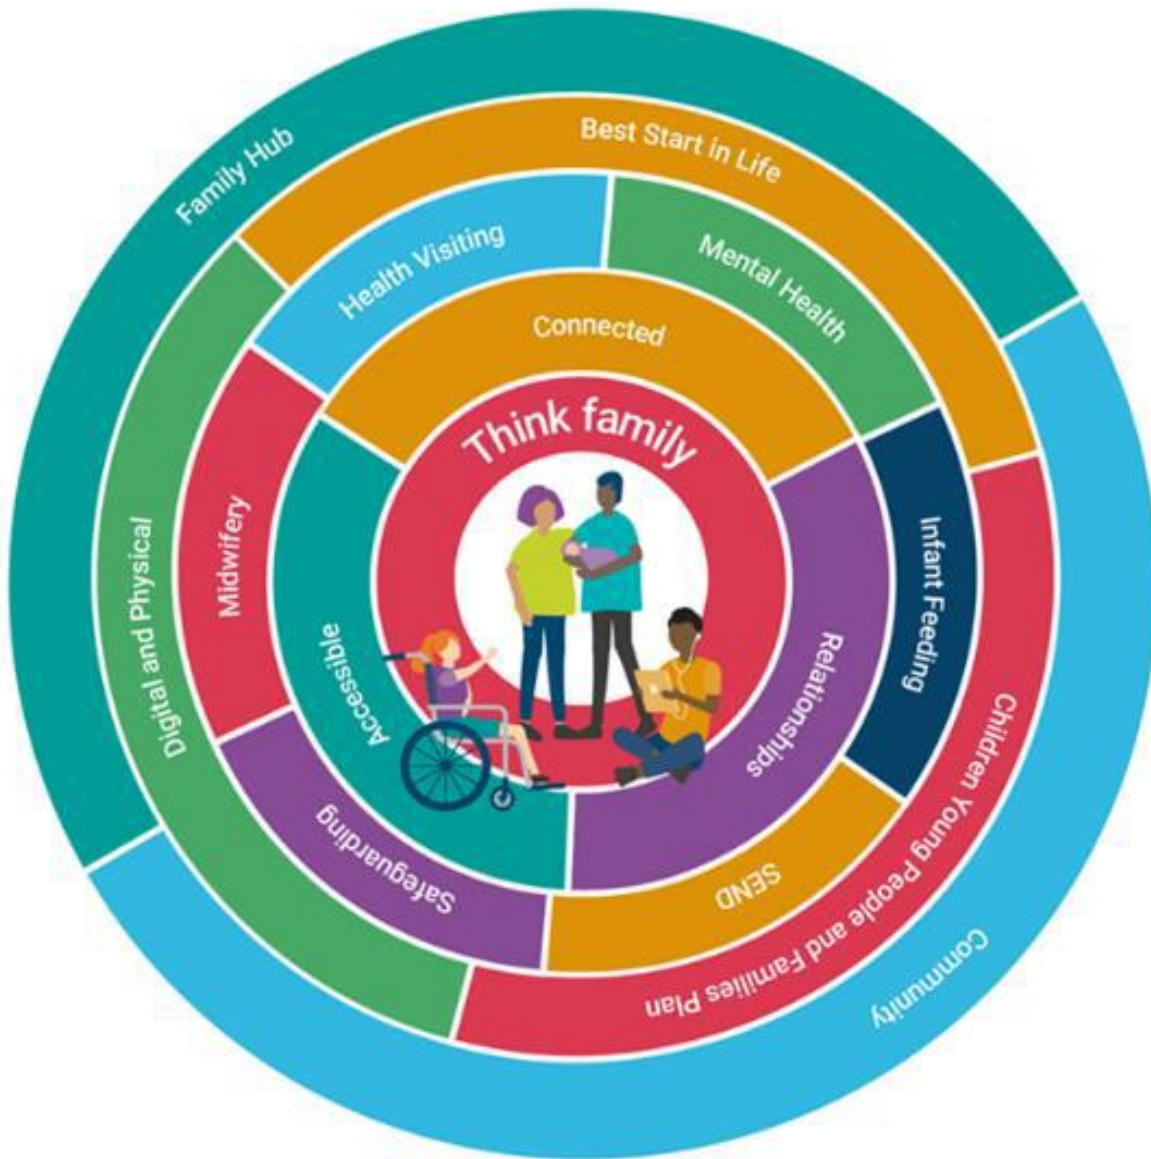 Family Hub
Community
Best Start in Life
Children Young People and Families Plan
Digital and Physical
Health Visiting
Mental Health
Infant Feeding
SEND
Safeguarding
Midwifery
Connected
Relationships
Accessible
Think family